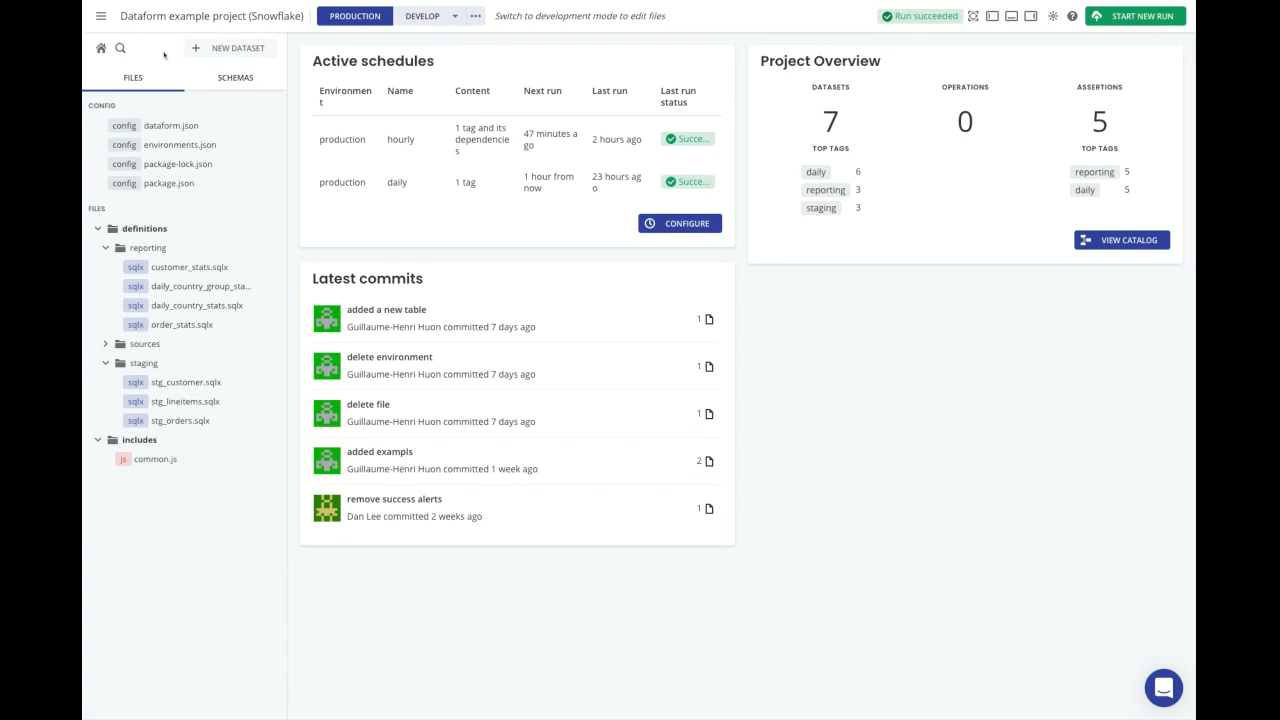 Dataform example project (Snowflake)
PRODUCTION
DEVELOP
Switch to development mode to edit files
Run succeeded
START NEW RUN
NEW DATASET
FILES
SCHEMAS
CONFIG
config dataform.json
config environments.json
config package-lock.json
config package.json
FILES
definitions
reporting
sqlx customer_stats.sqlx
sqlx daily_country_group_sta...
sqlx daily_country_stats.sqlx
sqlx order_stats.sqlx
sources
staging
sqlx stg_customer.sqlx
sqlx stg_lineitems.sqlx
sqlx stg_orders.sqlx
includes
js common.js
Active schedules
Environmen
t
Name
Content
Next run
Last run
Last run
status
production
hourly
1 tag and its
dependencie
s
47 minutes a
go
2 hours ago
Succe...
production
daily
1 tag
1 hour from
now
23 hours ag
o
Succe...
CONFIGURE
Latest commits
added a new table
Guillaume-Henri Huon committed 7 days ago
1
delete environment
Guillaume-Henri Huon committed 7 days ago
1
delete file
Guillaume-Henri Huon committed 7 days ago
1
added exampls
Guillaume-Henri Huon committed 1 week ago
2
remove success alerts
Dan Lee committed 2 weeks ago
1
Project Overview
DATASETS
7
TOP TAGS
daily 6
reporting 3
staging 3
OPERATIONS
0
ASSERTIONS
5
TOP TAGS
reporting 5
daily 5
VIEW CATALOG